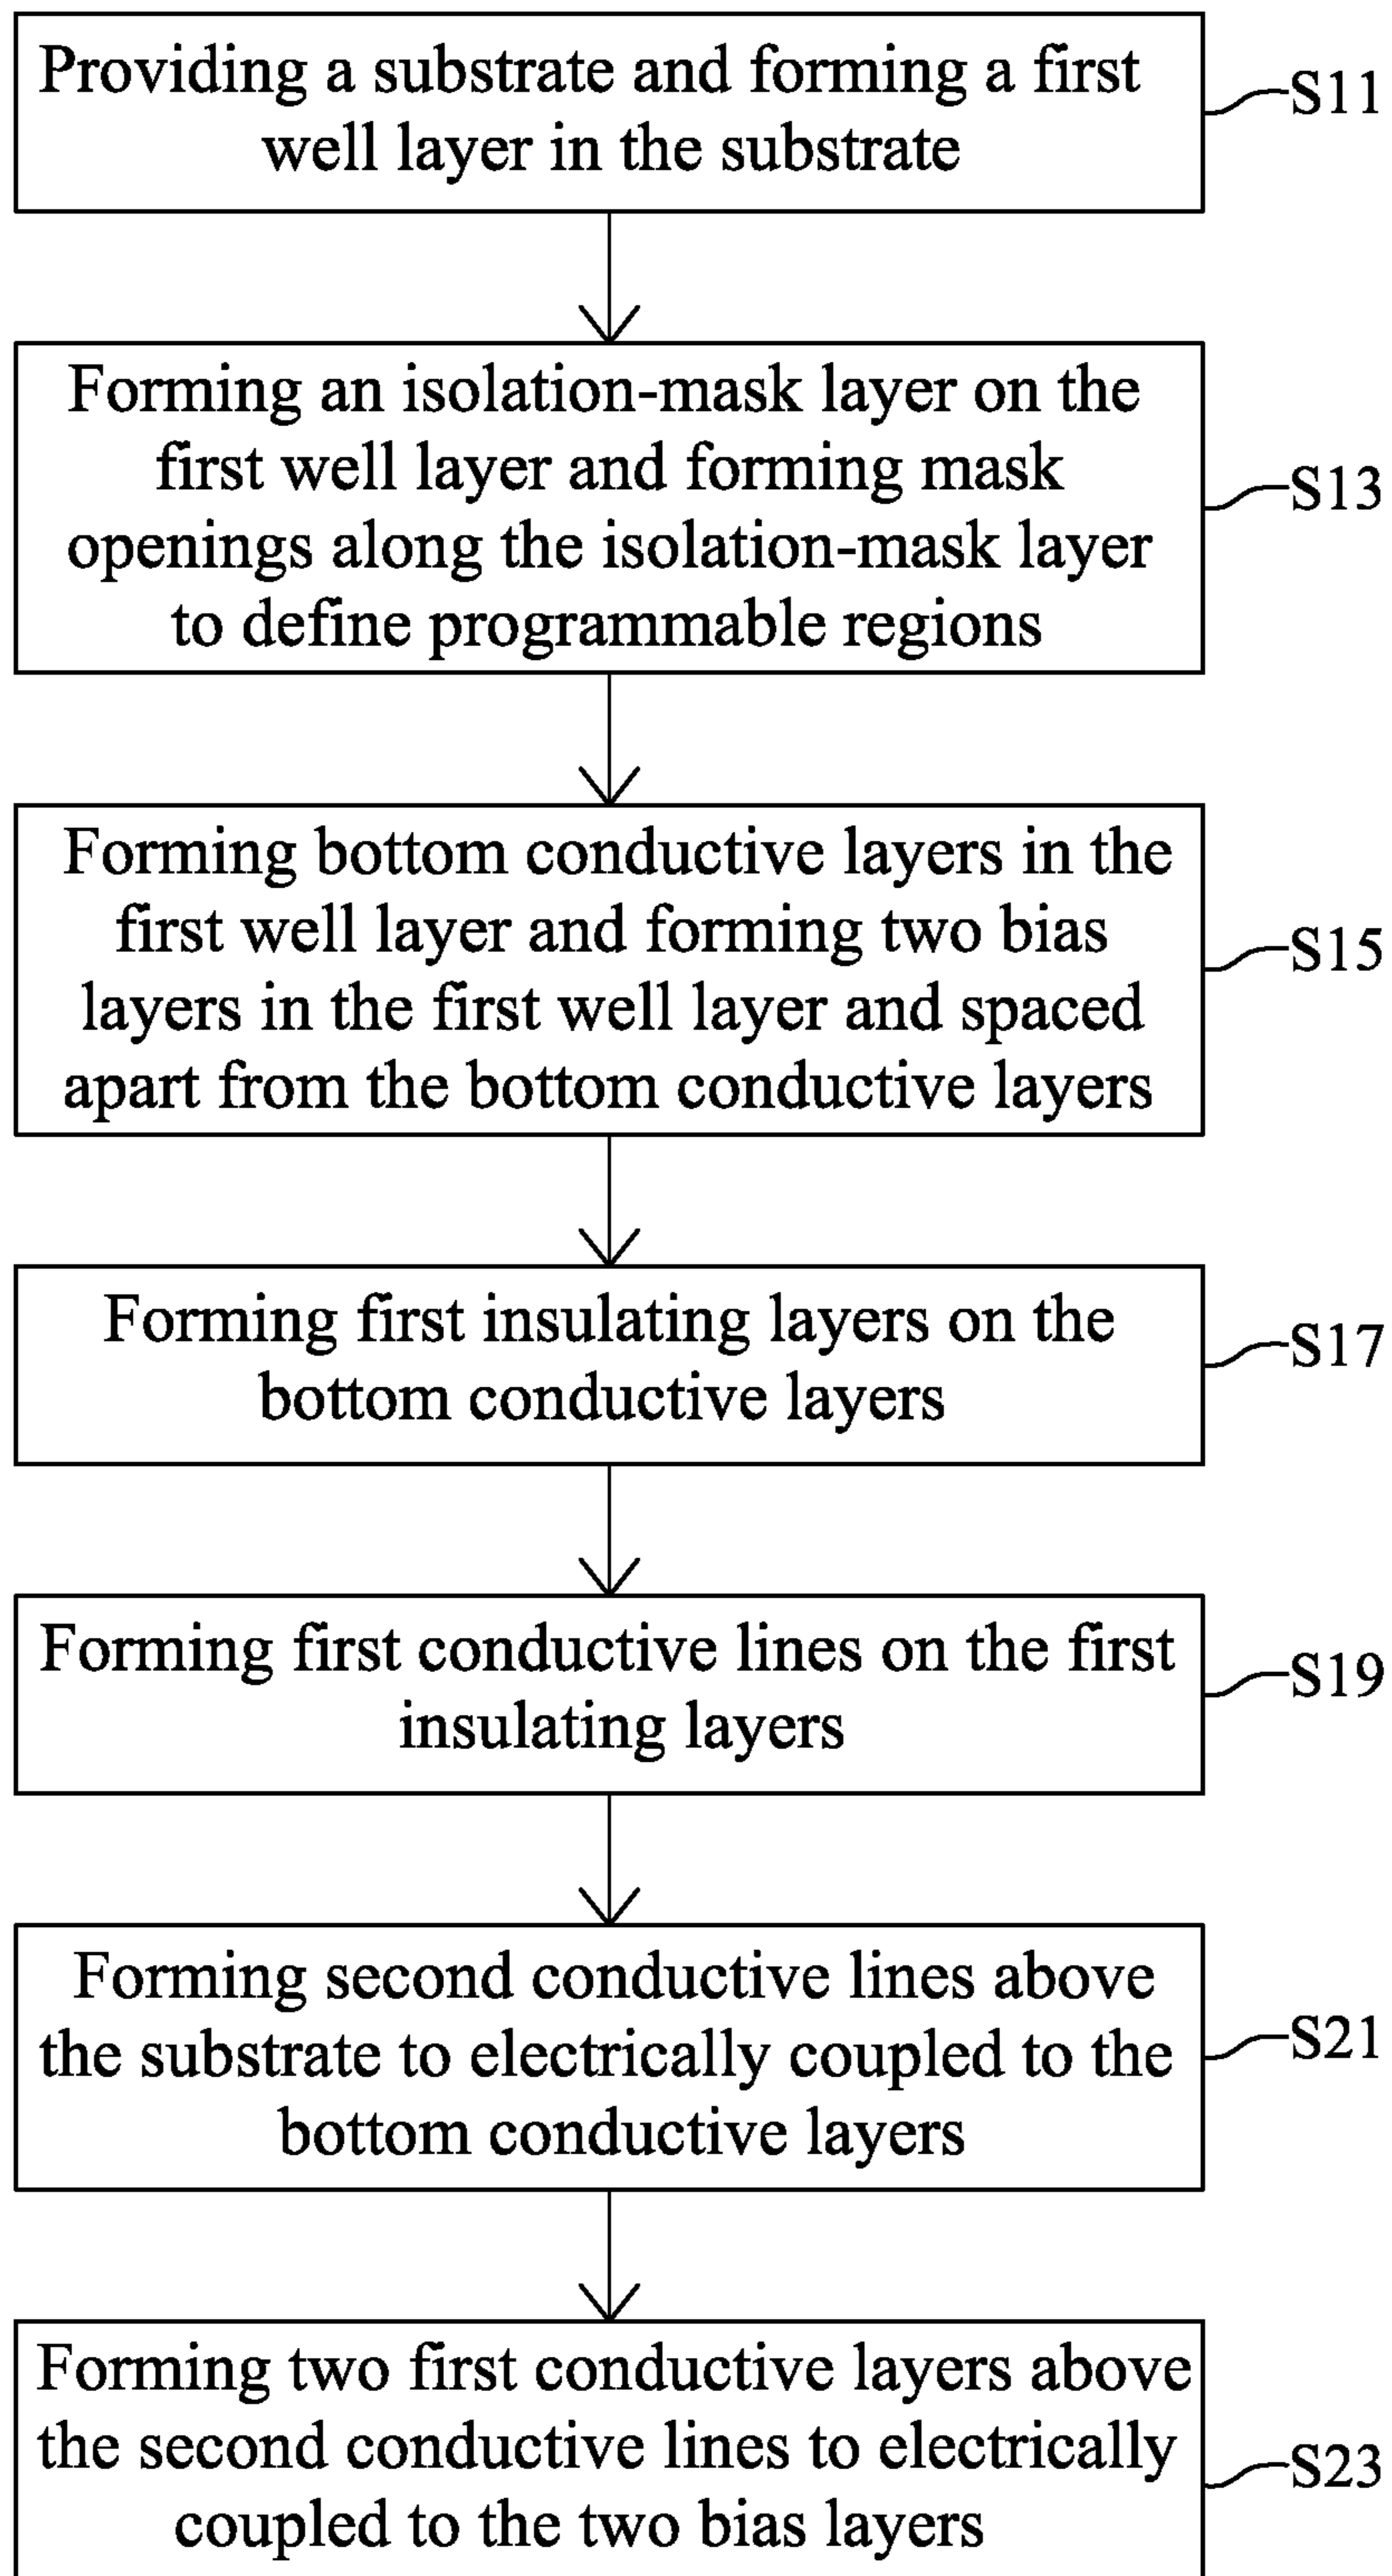 Providing a substrate and forming a first
well layer in the substrate
S11
Forming an isolation-mask layer on the
first well layer and forming mask
openings along the isolation-mask layer
to define programmable regions
S13
Forming bottom conductive layers in the
first well layer and forming two bias
layers in the first well layer and spaced
apart from the bottom conductive layers
S15
Forming first insulating layers on the
bottom conductive layers
S17
Forming first conductive lines on the first
insulating layers
S19
Forming second conductive lines above
the substrate to electrically coupled to the
bottom conductive layers
S21
Forming two first conductive layers above
the second conductive lines to electrically
coupled to the two bias layers
S23